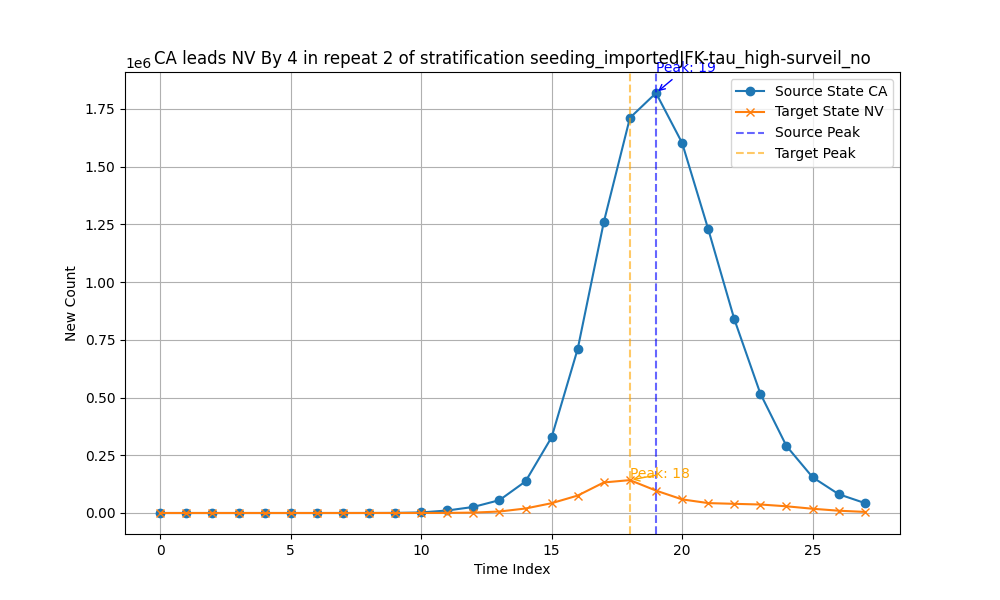 CA leads NV By 4 in repeat 2 of stratification seeding_importedJFK-tau_high-surveil_no
1e6
Peak: 19
Source State CA
Target State NV
Source Peak
Target Peak
1.75
1.50
1.25
1.00
0.75
0.50
0.25
0.00
New Count
Peak: 18
0
5
10
15
20
25
Time Index